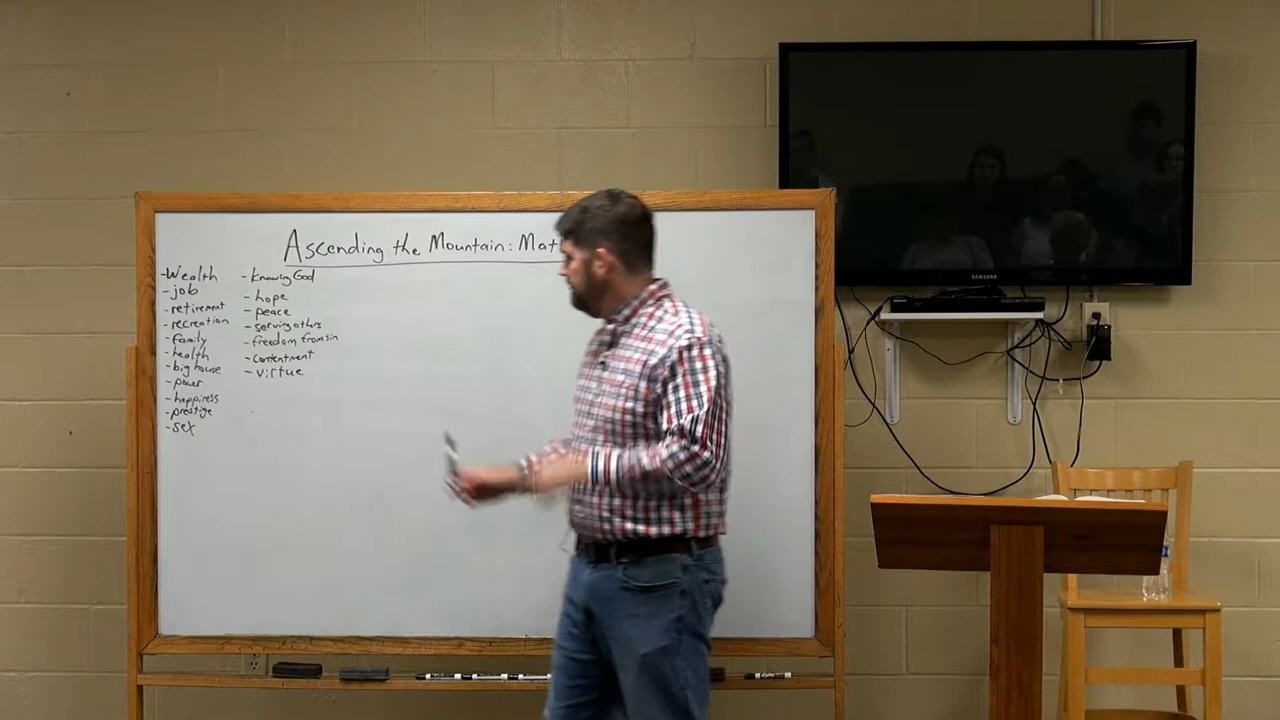 Ascending the Mountain: Mat
-Wealth
-job
-retirement
-recreation
-family
-health
-big house
-power
-happiness
-prestige
-sex
-Knowing God
-hope
-peace
-serving others
-freedom from sin
-contentment
-virtue
SAMSUNG